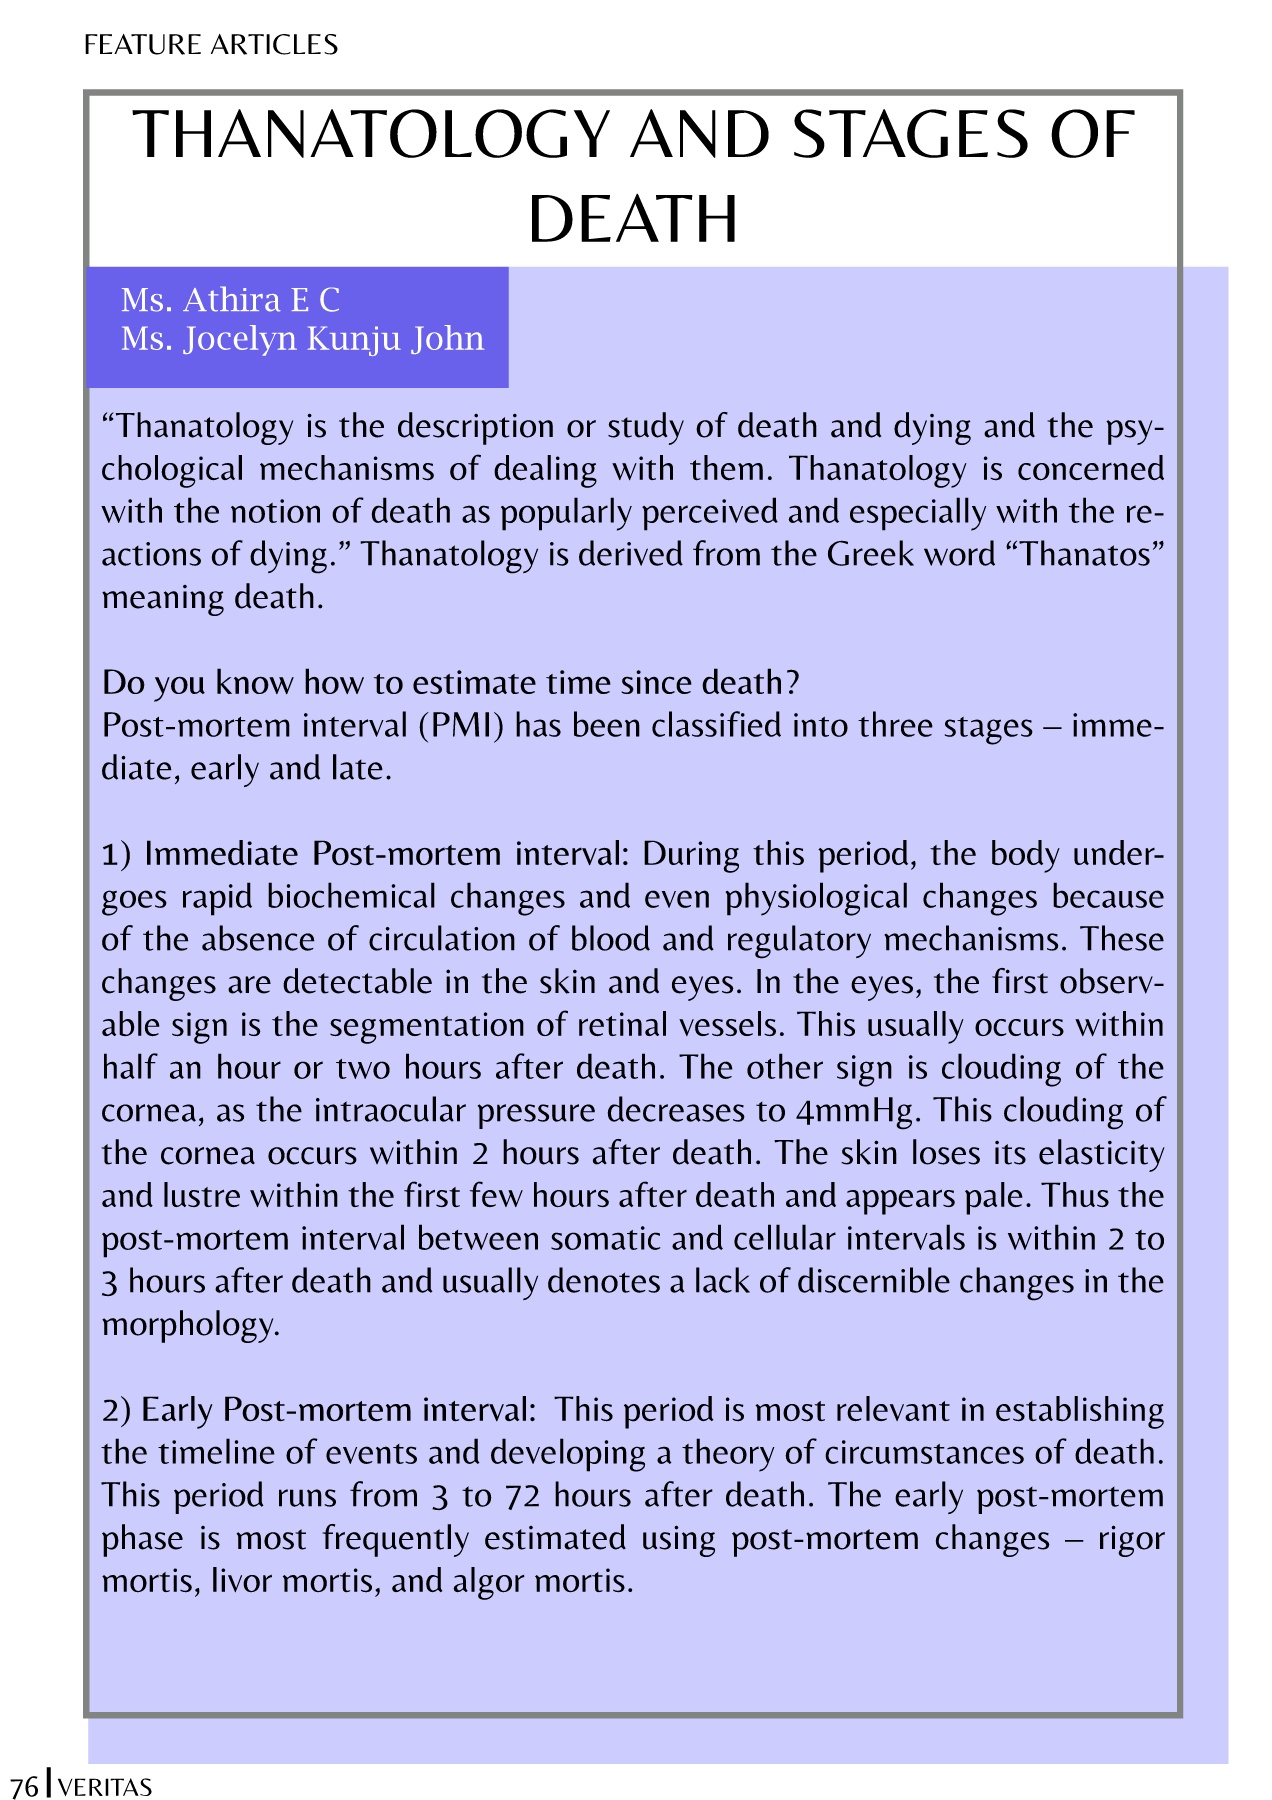 FEATURE ARTICLES
THANATOLOGY AND STAGES OF
DEATH
Ms. Athira E C
Ms. Jocelyn Kunju John
“Thanatology is the description or study of death and dying and the psy-
chological mechanisms of dealing with them. Thanatology is concerned
with the notion of death as popularly perceived and especially with the re-
actions of dying.” Thanatology is derived from the Greek word “Thanatos”
meaning death.
Do you know how to estimate time since death?
Post-mortem interval (PMI) has been classified into three stages – imme-
diate, early and late.
1) Immediate Post-mortem interval: During this period, the body under-
goes rapid biochemical changes and even physiological changes because
of the absence of circulation of blood and regulatory mechanisms. These
changes are detectable in the skin and eyes. In the eyes, the first observ-
able sign is the segmentation of retinal vessels. This usually occurs within
half an hour or two hours after death. The other sign is clouding of the
cornea, as the intraocular pressure decreases to 4mmHg. This clouding of
the cornea occurs within 2 hours after death. The skin loses its elasticity
and lustre within the first few hours after death and appears pale. Thus the
post-mortem interval between somatic and cellular intervals is within 2 to
3 hours after death and usually denotes a lack of discernible changes in the
morphology.
2) Early Post-mortem interval:  This period is most relevant in establishing
the timeline of events and developing a theory of circumstances of death.
This period runs from 3 to 72 hours after death. The early post-mortem
phase is most frequently estimated using post-mortem changes – rigor
mortis, livor mortis, and algor mortis.
76 | VERITAS